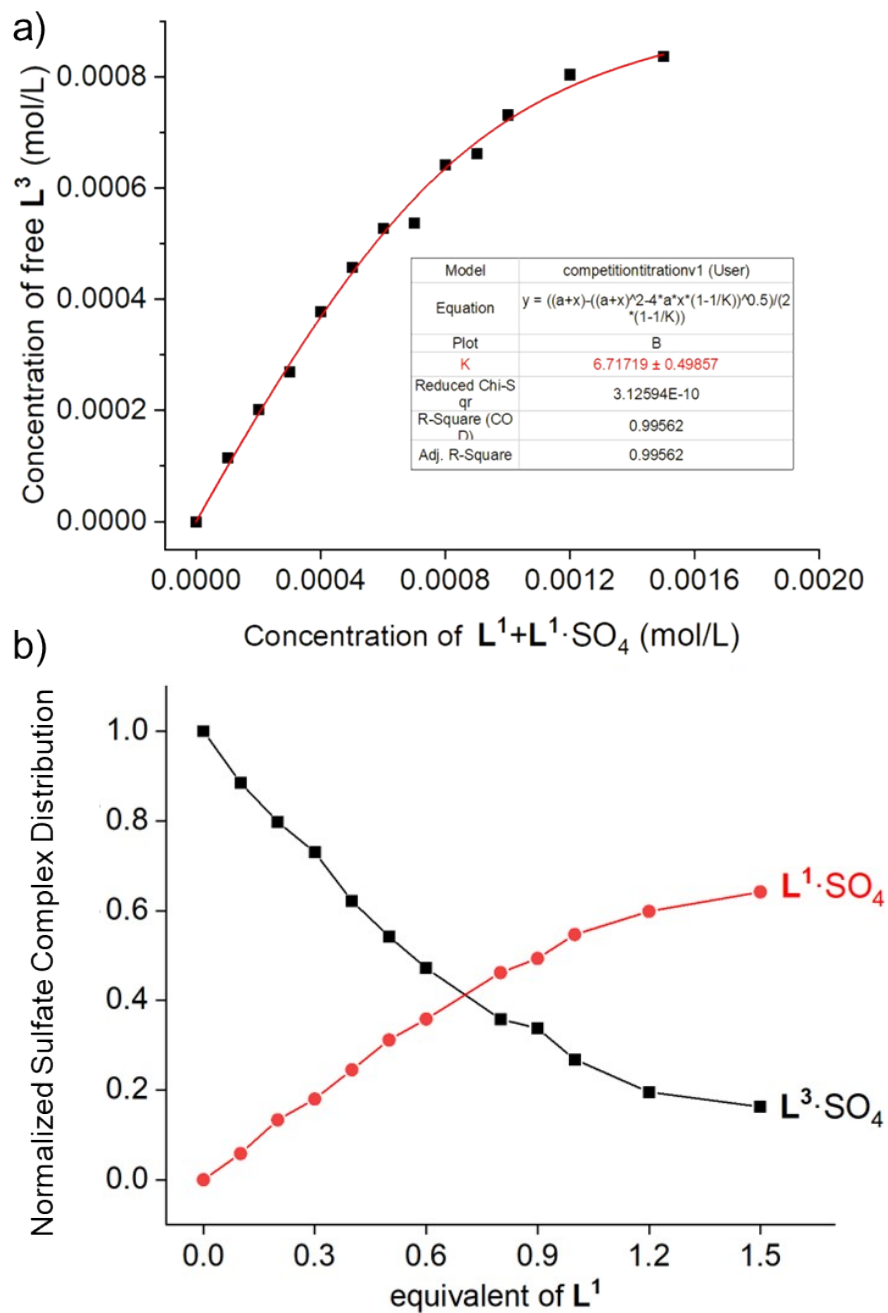 a)
Concentration of free L³ (mol/L)
0.0008
0.0006
0.0004
0.0002
0.0000
Model competitiontitrationv1 (User)
Equation y = ((a+x)-((a+x)^2-4*a*x*(1-1/K))^0.5)/(2
*(1-1/K))
Plot B
K 6.71719 ± 0.49857
Reduced Chi-S
qr 3.12594E-10
R-Square (CO
D) 0.99562
Adj. R-Square 0.99562
0.0000 0.0004 0.0008 0.0012 0.0016 0.0020
Concentration of L¹+L¹·SO₄ (mol/L)
b)
Normalized Sulfate Complex Distribution
1.0
0.8
0.6
0.4
0.2
0.0
L¹·SO₄
L³·SO₄
0.0 0.3 0.6 0.9 1.2 1.5
equivalent of L¹